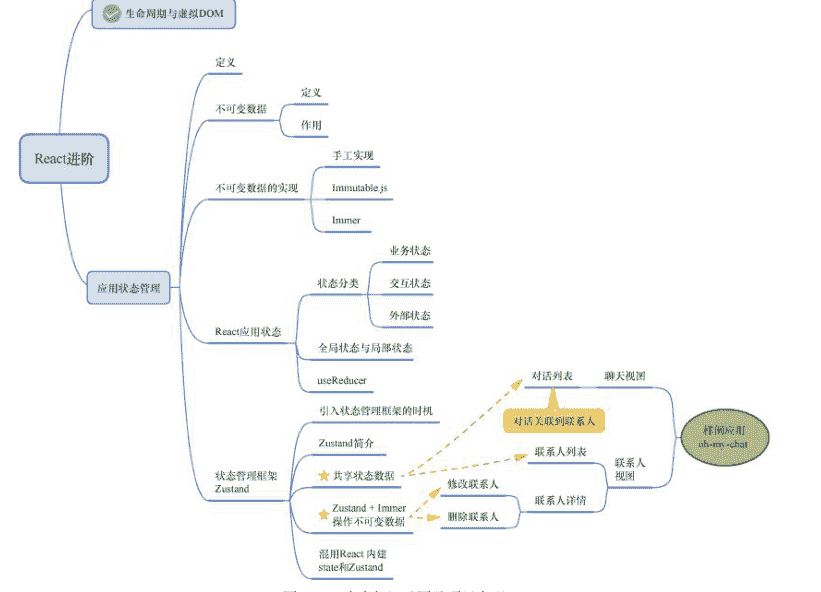 生命周期与虚拟DOM
React进阶
应用状态管理
定义
不可变数据
定义
作用
不可变数据的实现
手工实现
Immutable.js
Immer
React应用状态
状态分类
业务状态
交互状态
外部状态
全局状态与局部状态
useReducer
状态管理框架
Zustand
引入状态管理框架的时机
Zustand简介
共享状态数据
Zustand + Immer
操作不可变数据
混用React 内建
state和Zustand
对话列表
聊天视图
对话关联到联系人
联系人列表
联系人
视图
修改联系人
删除联系人
联系人详情
样例应用
oh-my-chat